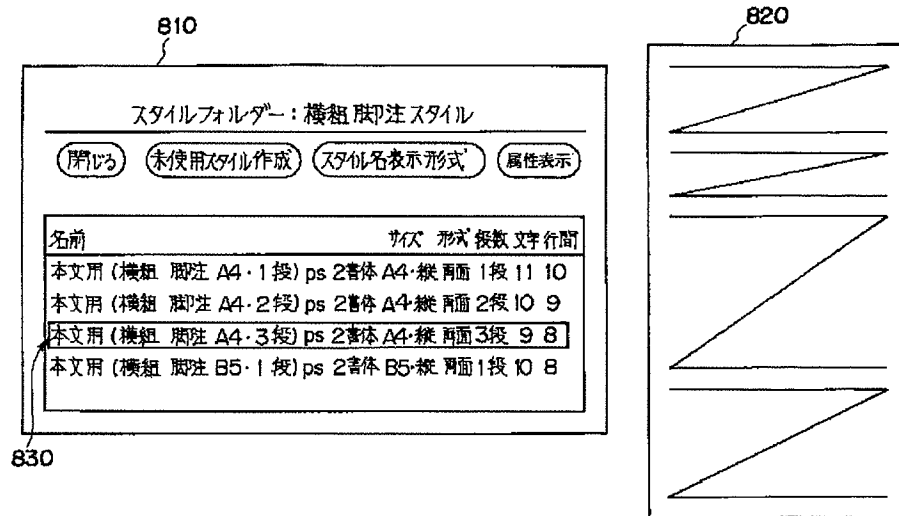 810
820
スタイルフォルダー：横組脚注スタイル
閉じる 未使用スタイル作成 スタイル名表示形式 属性表示
名前 サイズ 形式 段数 文字 行間
本文用 (横組 脚注 A4・1段) ps 2書体 A4・縦 両面 1段 11 10
本文用 (横組 脚注 A4・2段) ps 2書体 A4・縦 両面 2段 10 9
本文用 (横組 脚注 A4・3段) ps 2書体 A4・縦 両面 3段 9 8
本文用 (横組 脚注 B5・1段) ps 2書体 B5・縦 両面 1段 10 8
830